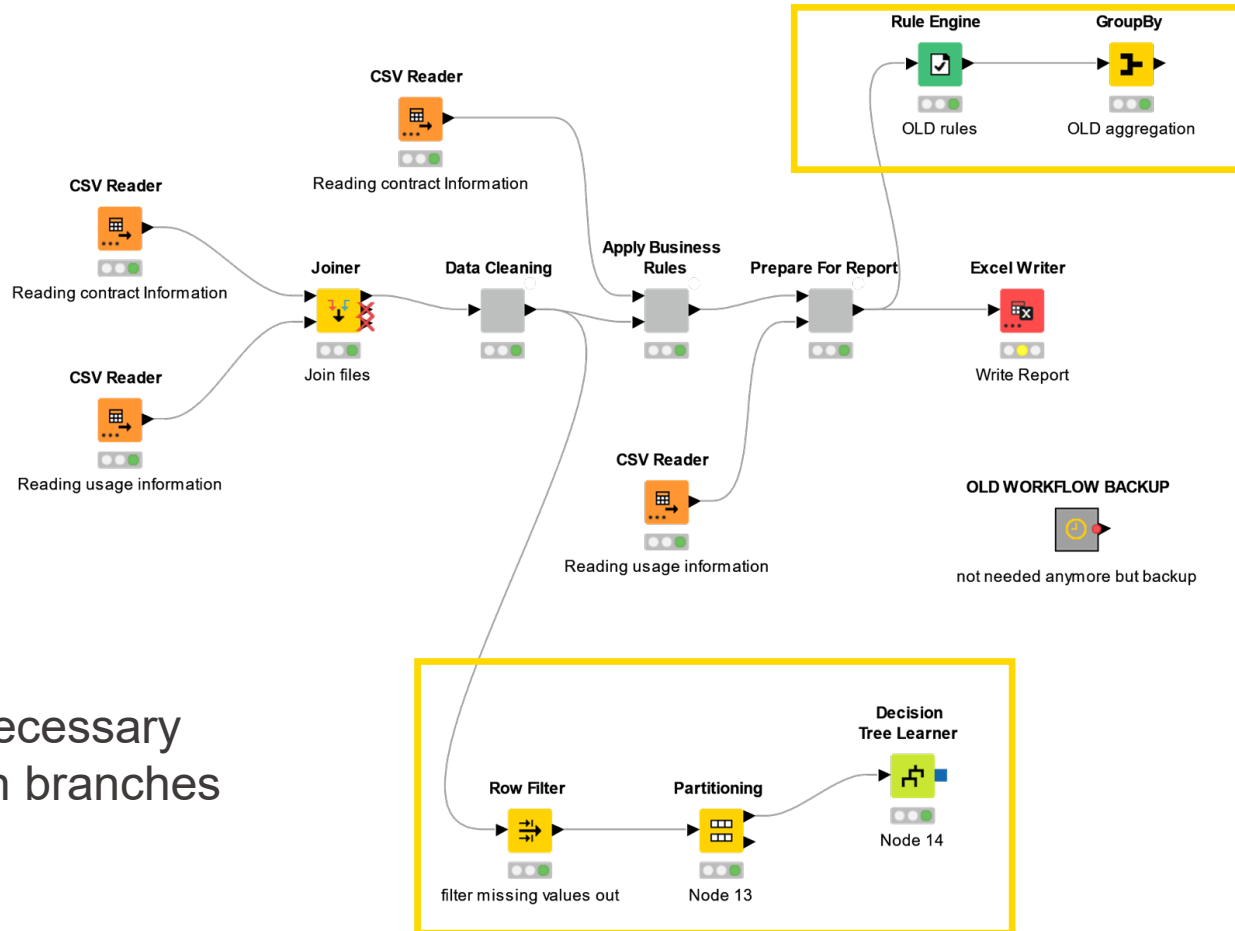 Rule Engine
GroupBy
OLD rules
OLD aggregation
CSV Reader
Reading contract Information
CSV Reader
Reading contract Information
Joiner
Join files
Data Cleaning
Apply Business
Rules
Prepare For Report
Excel Writer
Write Report
CSV Reader
Reading usage information
CSV Reader
Reading usage information
OLD WORKFLOW BACKUP
not needed anymore but backup
branches
Row Filter
filter missing values out
Partitioning
Node 13
Decision
Tree Learner
Node 14